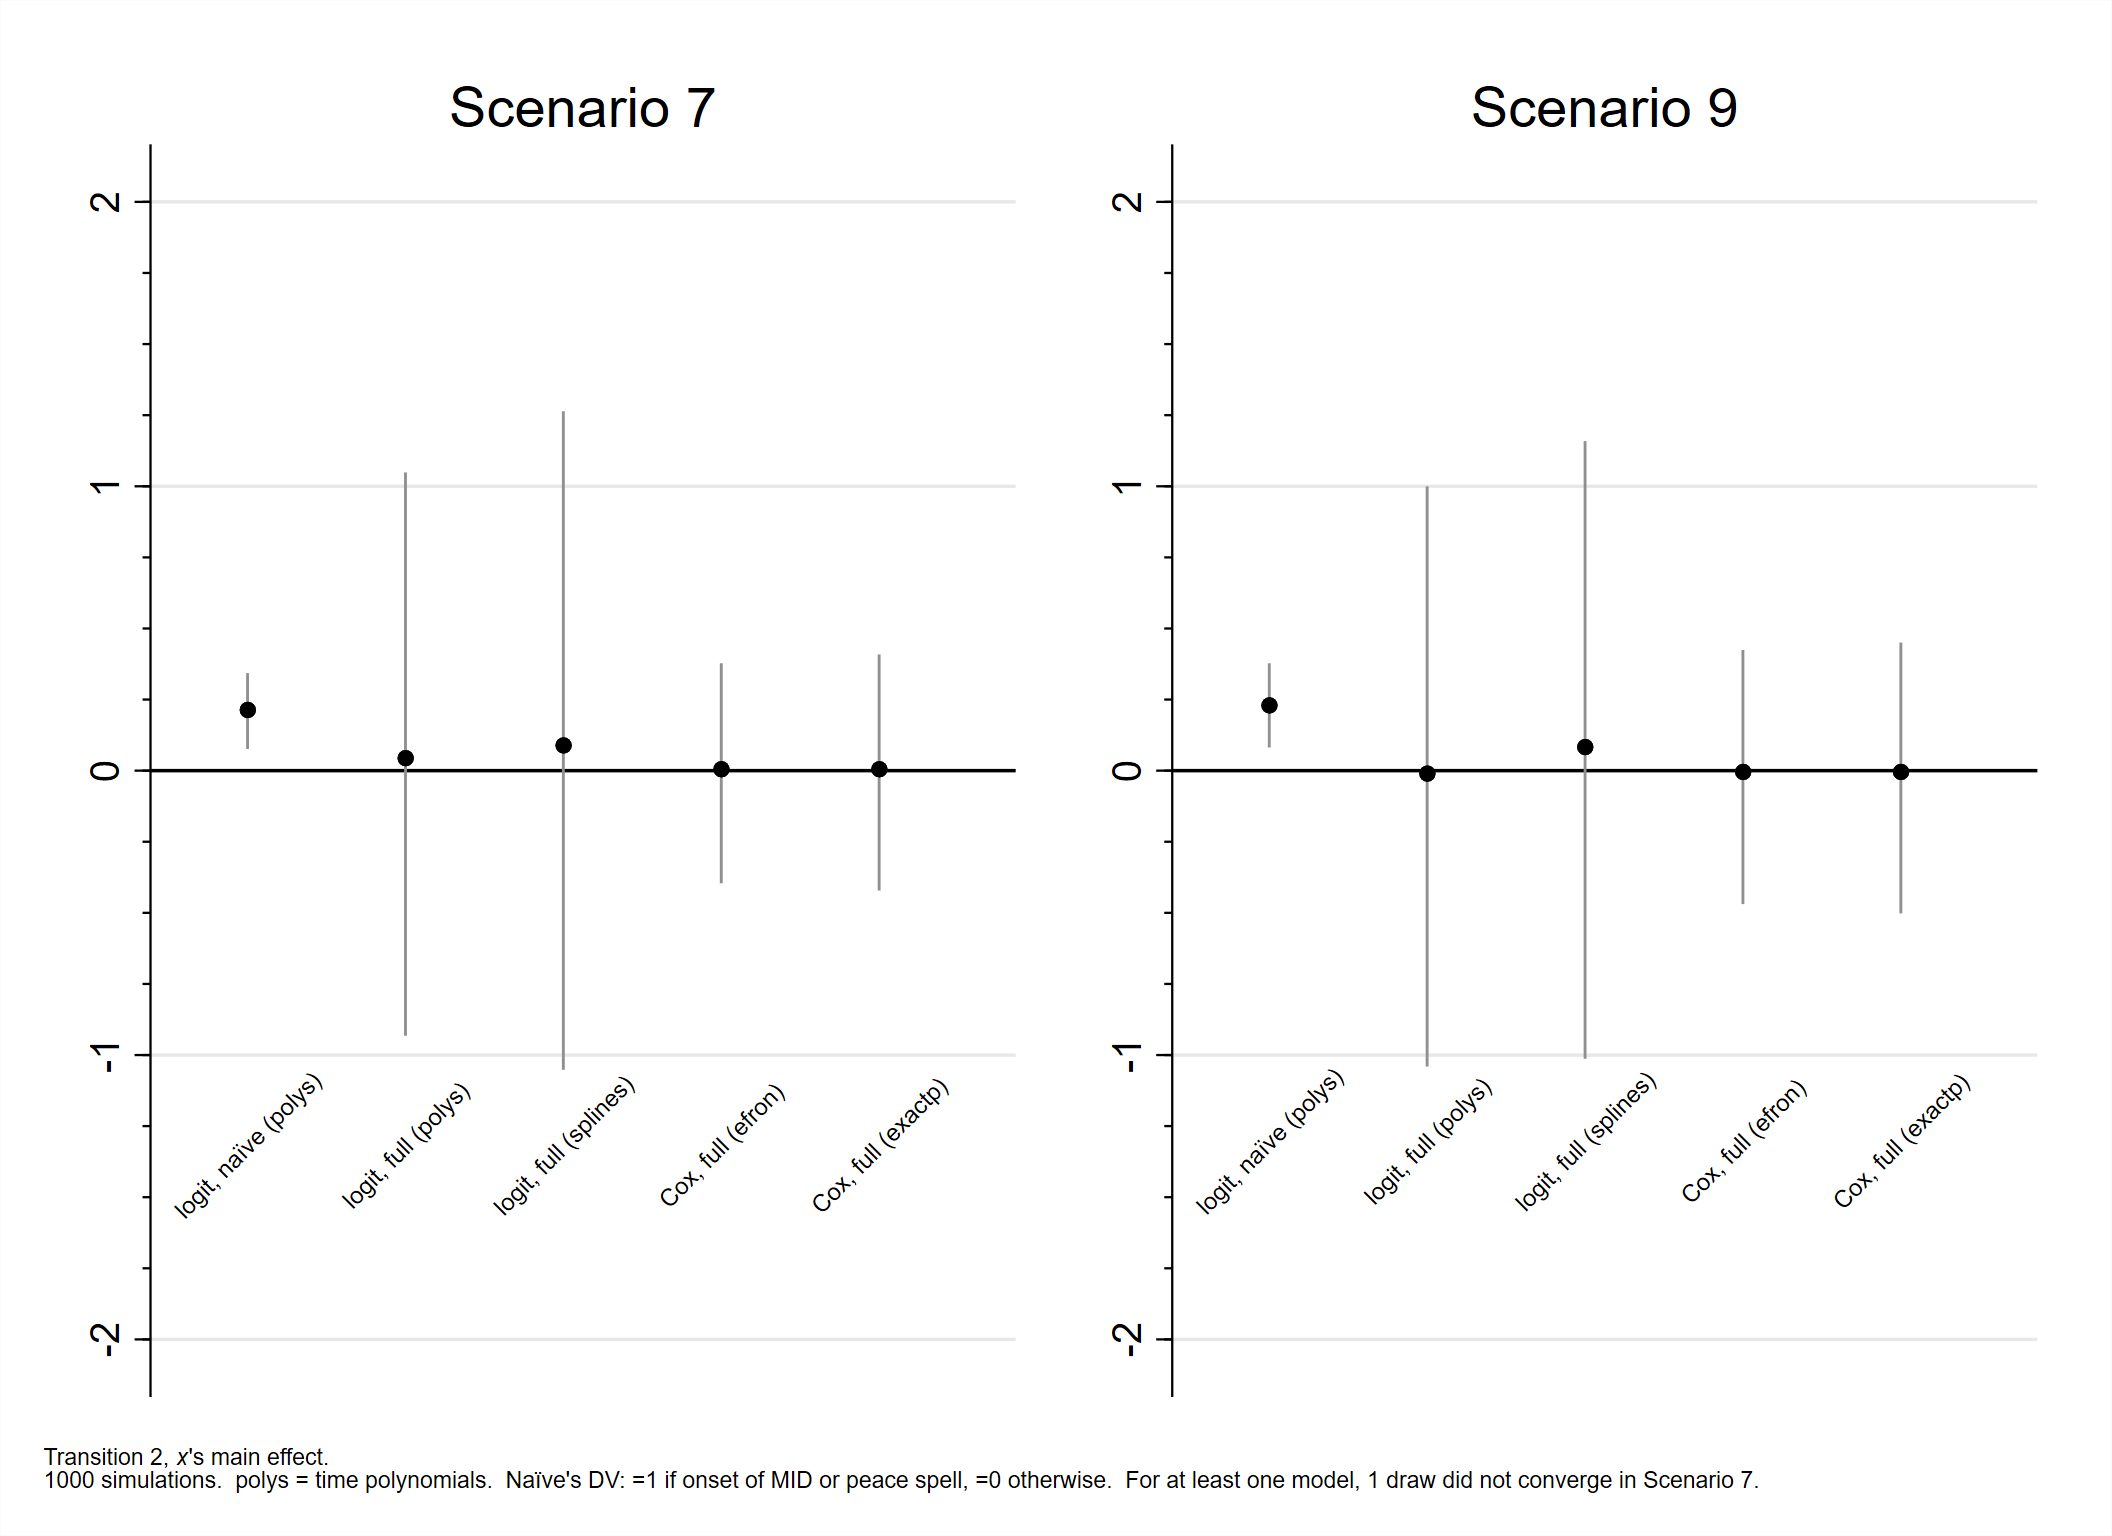 Scenario 7
2
1
0
-1
-2
logit, naïve (polys)
logit, full (polys)
logit, full (splines)
Cox, full (efron)
Cox, full (exactp)
Scenario 9
2
1
0
-1
-2
logit, naïve (polys)
logit, full (polys)
logit, full (splines)
Cox, full (efron)
Cox, full (exactp)
Transition 2, x's main effect.
1000 simulations.  polys = time polynomials.  Naïve's DV: =1 if onset of MID or peace spell, =0 otherwise.  For at least one model, 1 draw did not converge in Scenario 7.